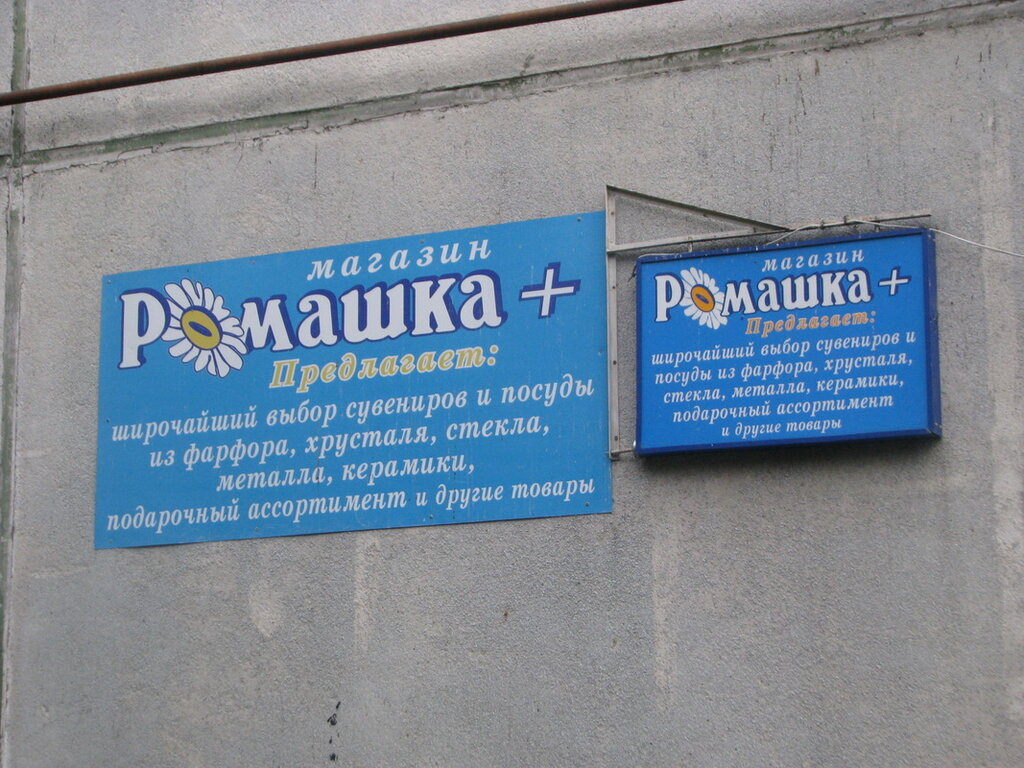 магазин
Ромашка +
Предлагает:
широчайший выбор сувениров и посуды
из фарфора, хрусталя, стекла,
металла, керамики,
подарочный ассортимент и другие товары
магазин
Ромашка +
Предлагает:
широчайший выбор сувениров и
посуды из фарфора, хрусталя,
стекла, металла, керамики,
подарочный ассортимент
и другие товары